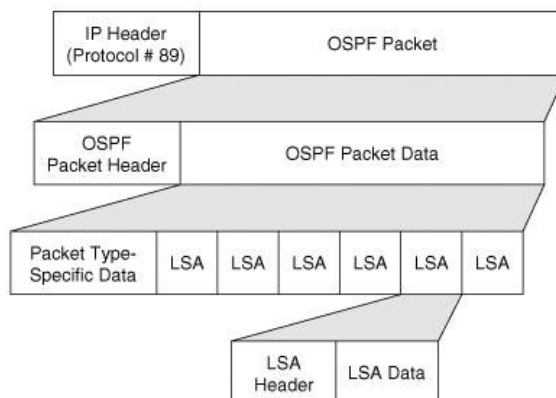 IP Header
(Protocol # 89)
OSPF Packet
OSPF
Packet Header
OSPF Packet Data
Packet Type-
Specific Data
LSA
LSA
LSA
LSA
LSA
LSA
LSA
Header
LSA Data